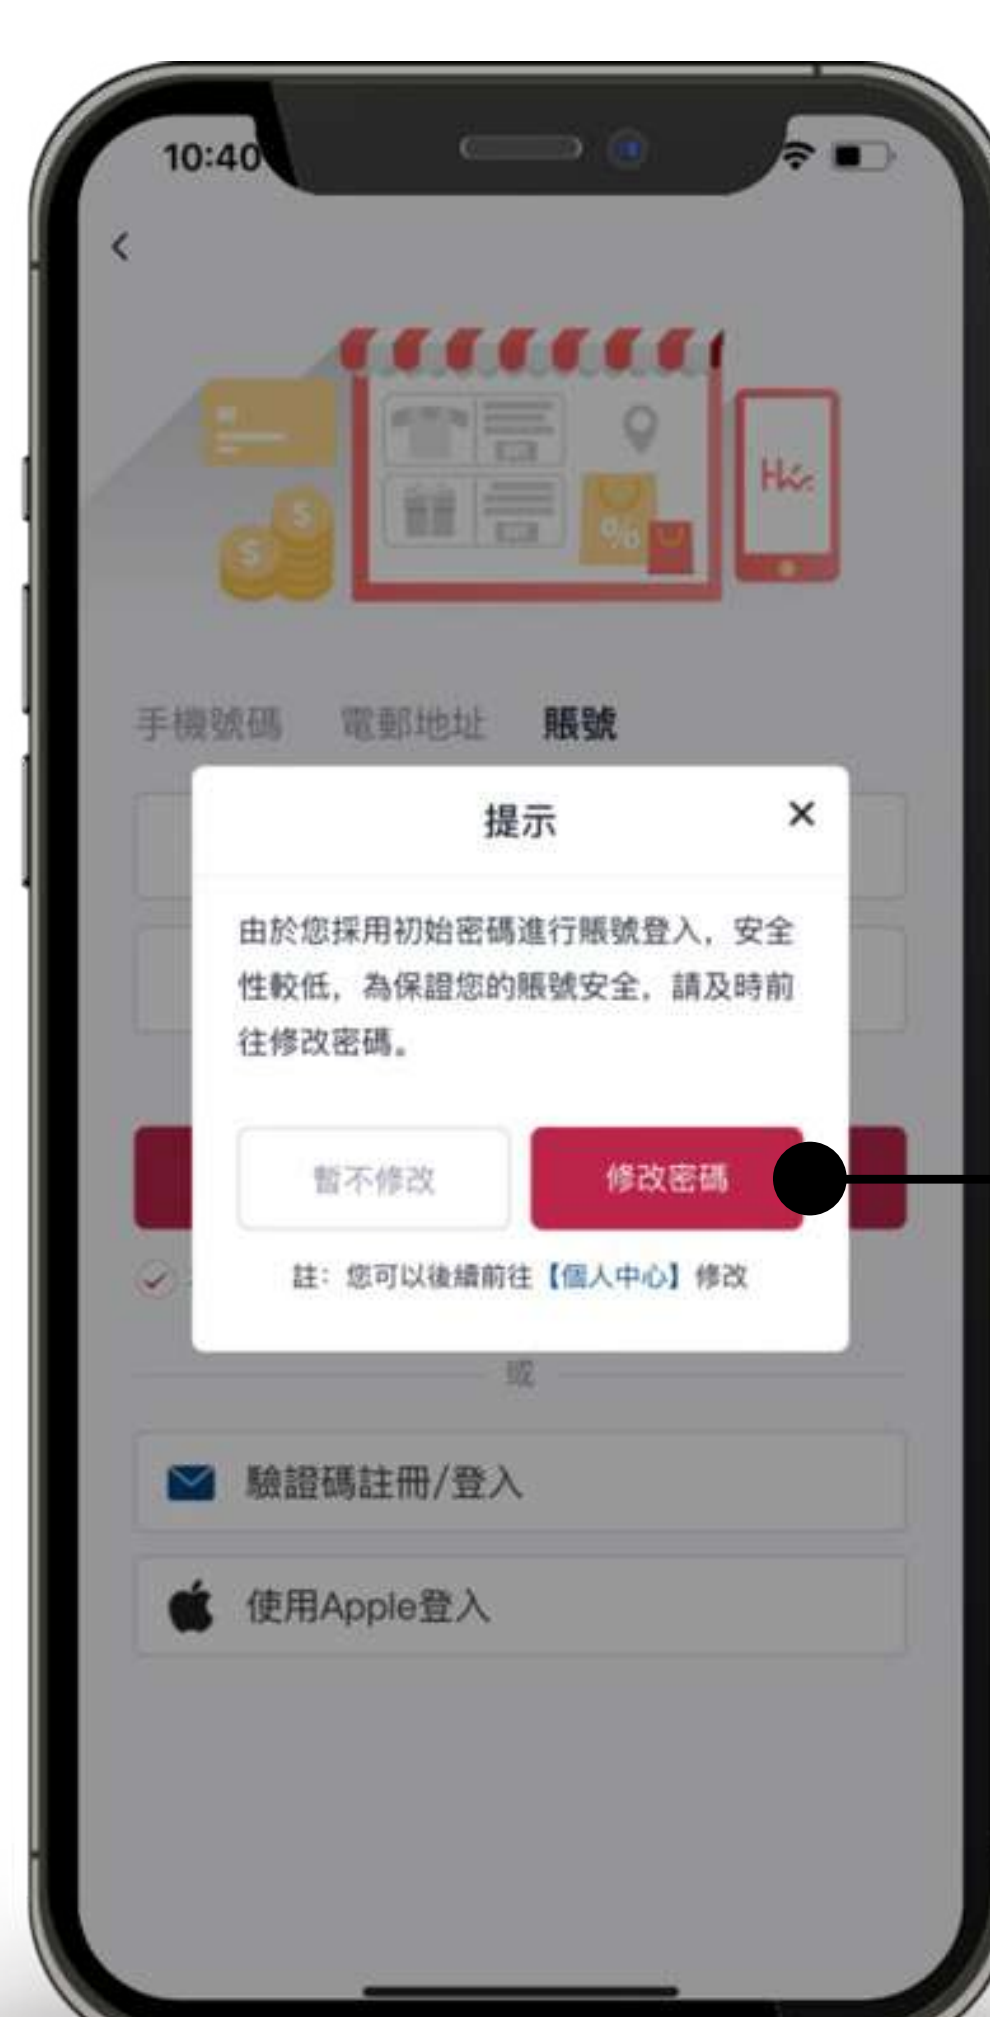 10:40
$
$
%
手機號碼 電郵地址 賬號
提示
由於您採用初始密碼進行賬號登入，安全
性較低，為保證您的賬號安全，請及時前
往修改密碼。
暫不修改 修改密碼
註：您可以後續前往【個人中心】修改
或
驗證碼註冊/登入
使用Apple登入